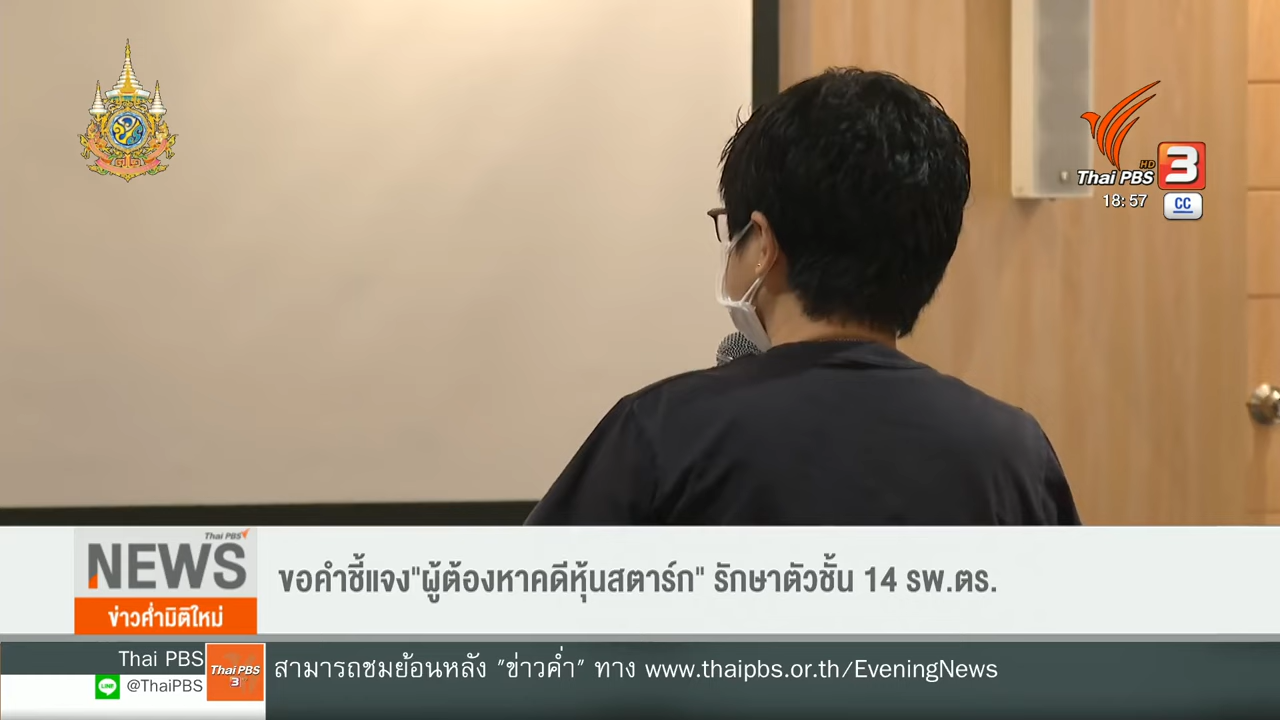 HD
Thai PBS 3
18:57
CC
Thai PBS
NEWS
ข่าวค่ำมิติใหม่
ขอคำชี้แจง"ผู้ต้องหาคดีหุ้นสตาร์ก" รักษาตัวชั้น 14 รพ.ตร.
Thai PBS
LINE
@ThaiPBS
Thai PBS
3
สามารถชมย้อนหลัง "ข่าวค่ำ" ทาง www.thaipbs.or.th/EveningNews